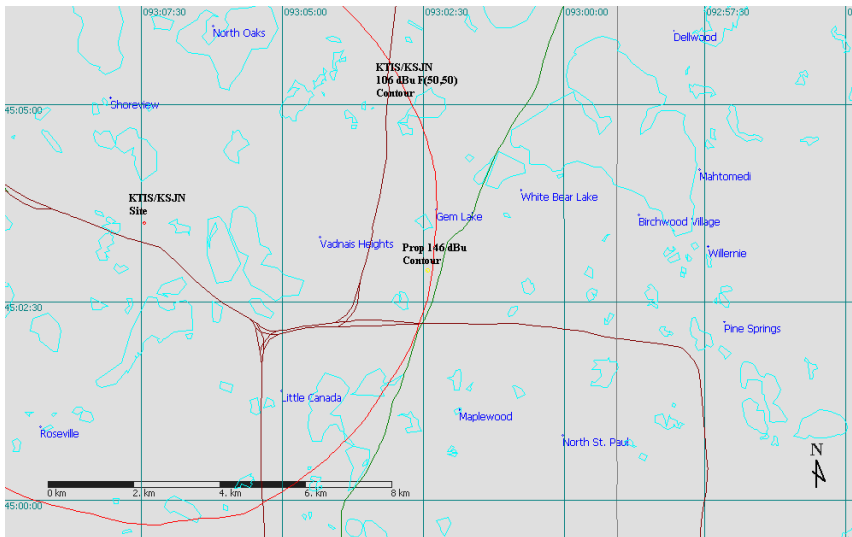 093:07:30
093:05:00
093:02:30
093:00:00
092:57:30
North Oaks
Dellwood
KTIS/KSJN
106 dBu F(50,50)
Contour
45:05:00
Shoreview
Mahtomedi
KTIS/KSJN
Site
White Bear Lake
Gem Lake
Birchwood Village
Vadnais Heights
Prop 146 dBu
Contour
Willernie
45:02:30
Pine Springs
Little Canada
Maplewood
Roseville
North St. Paul
N
0 km
2. km
4. km
6. km
8 km
45:00:00